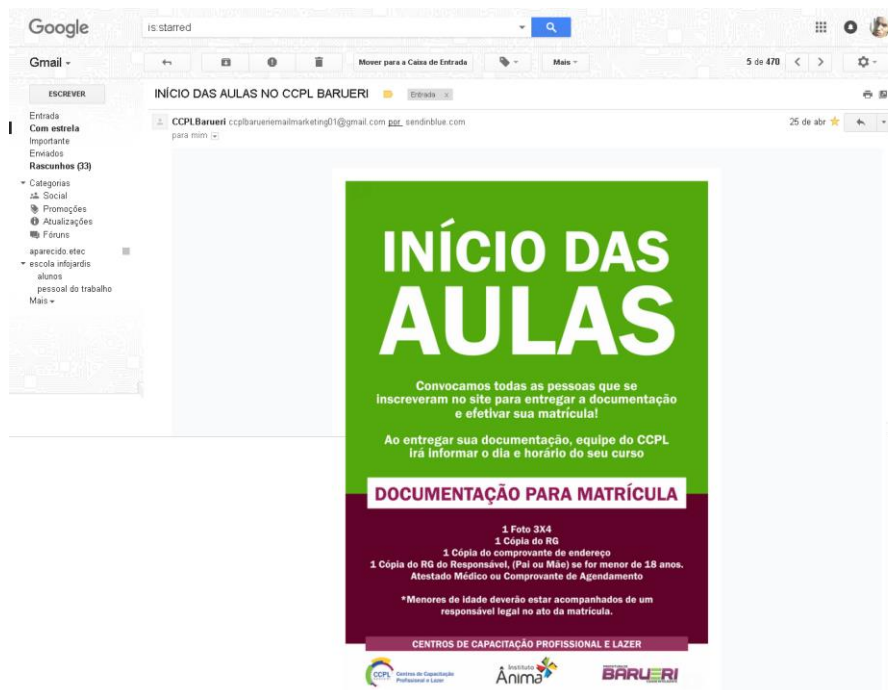 Google
is:starred
Gmail
Mover para a Caixa de Entrada
Mais
5 de 470
ESCREVER
INÍCIO DAS AULAS NO CCPL BARUERI
Entrada x
Entrada
Com estrela
Importante
Enviados
Rascunhos (33)
Categorias
Social
Promoções
Atualizações
Fóruns
aparecido.etec
escola infojardis
alunos
pessoal do trabalho
Mais
CCPLBarueri ccplbarueriemailmarketing01@gmail.com por sendinblue.com
25 de abr
para mim
INÍCIO DAS
AULAS
Convocamos todas as pessoas que se
inscreveram no site para entregar a documentação
e efetivar sua matrícula!
Ao entregar sua documentação, equipe do CCPL
irá informar o dia e horário do seu curso
DOCUMENTAÇÃO PARA MATRÍCULA
1 Foto 3X4
1 Cópia do RG
1 Cópia do comprovante de endereço
1 Cópia do RG do Responsável, (Pai ou Mãe) se for menor de 18 anos.
Atestado Médico ou Comprovante de Agendamento
*Menores de idade deverão estar acompanhados de um
responsável legal no ato da matrícula.
CENTROS DE CAPACITAÇÃO PROFISSIONAL E LAZER
CCPL
Centros de Capacitação
Profissional e Lazer
Instituto
Ânima
BARUERI